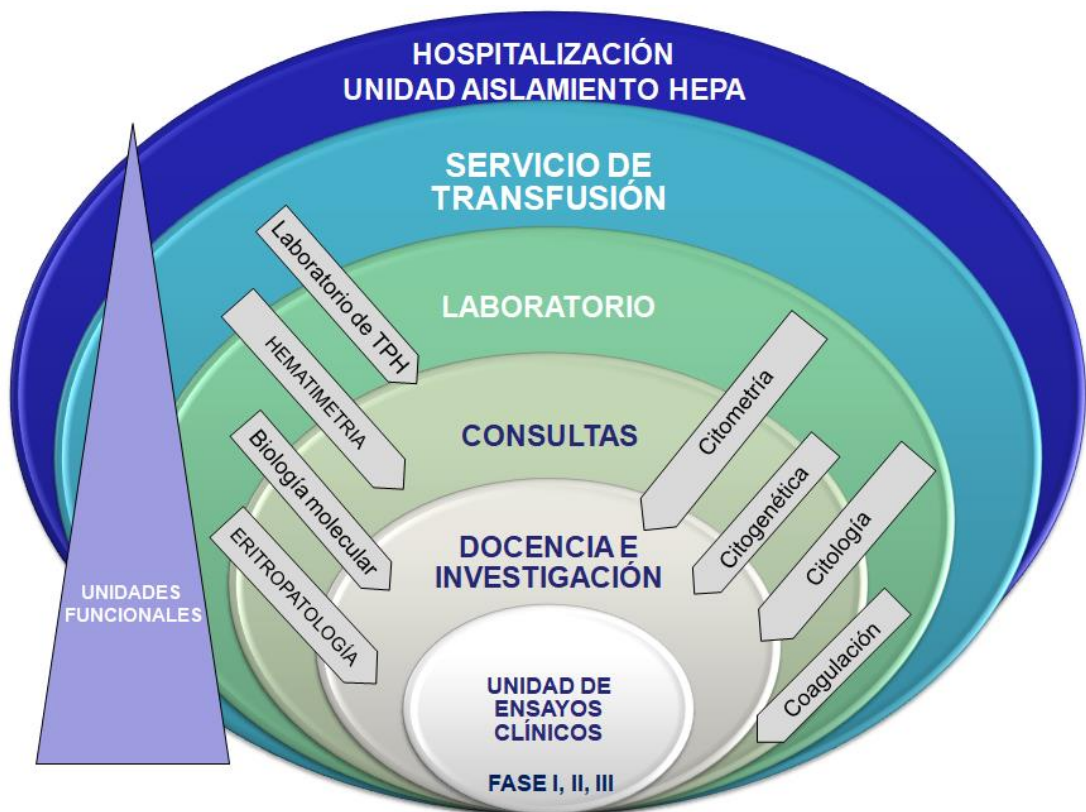 HOSPITALIZACIÓN
UNIDAD AISLAMIENTO HEPA
SERVICIO DE
TRANSFUSIÓN
LABORATORIO
CONSULTAS
DOCENCIA E
INVESTIGACIÓN
UNIDAD DE
ENSAYOS
CLÍNICOS
FASE I, II, III
UNIDADES
FUNCIONALES
Laboratorio de TPH
HEMATIMETRIA
Biología molecular
ERITROPATOLOGÍA
Citometría
Citogenética
Citología
Coagulación